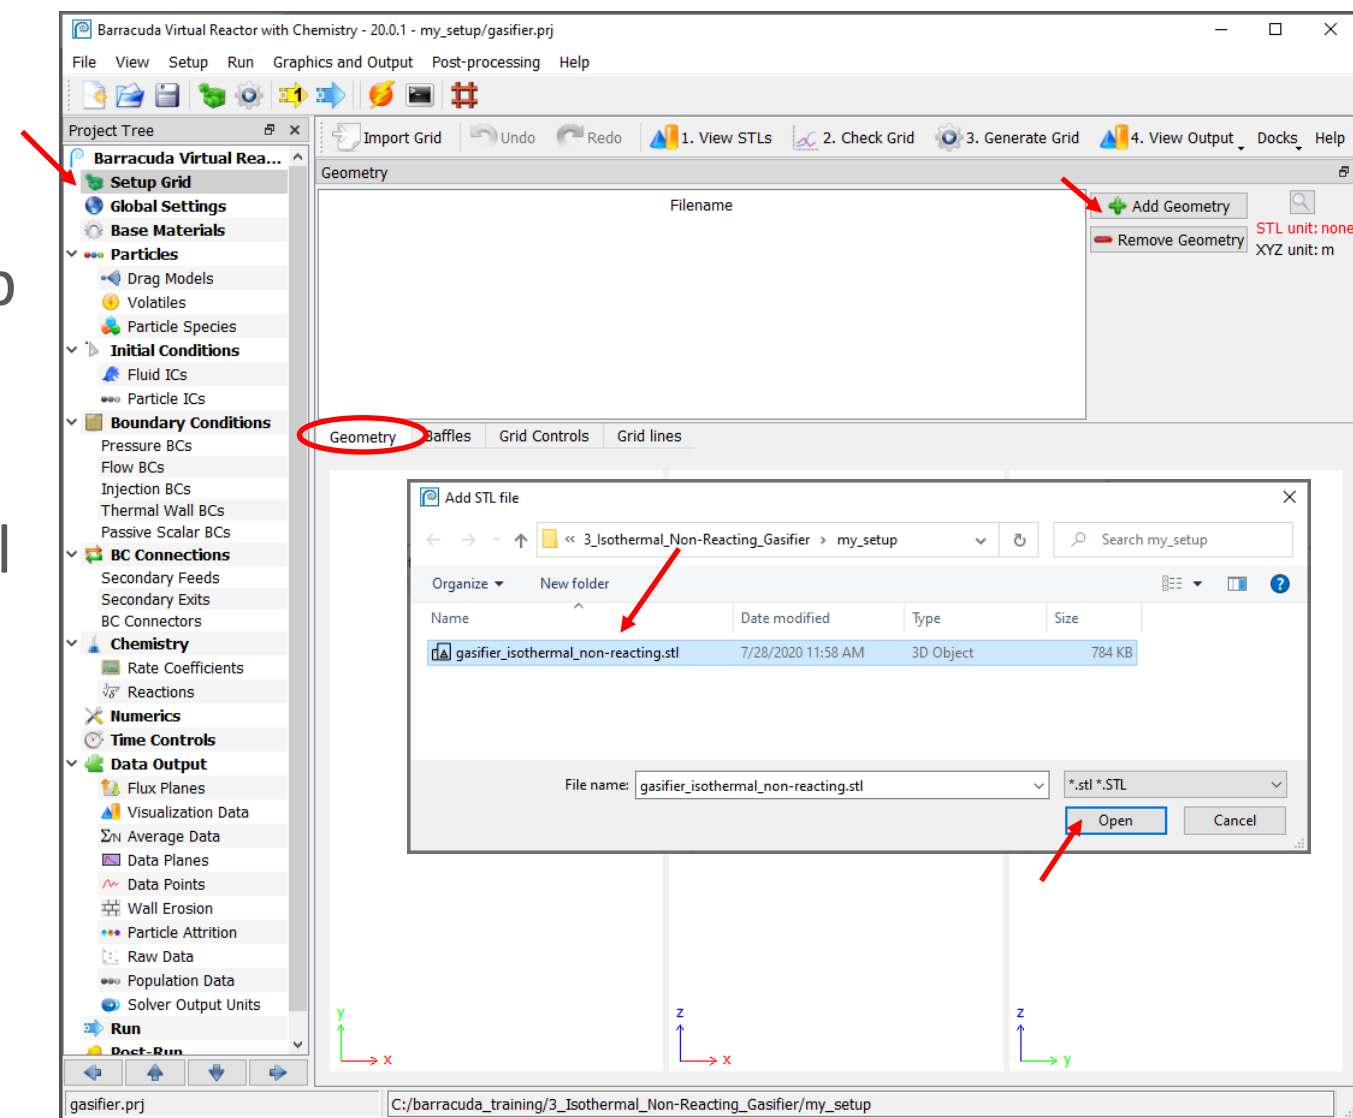 Barracuda Virtual Reactor with Chemistry - 20.0.1 - my_setup/gasifier.prj
File View Setup Run Graphics and Output Post-processing Help
1
Project Tree
Import Grid Undo Redo 1. View STLs 2. Check Grid 3. Generate Grid 4. View Output Docks Help
Barracuda Virtual Rea...
Setup Grid
Global Settings
Base Materials
Particles
Drag Models
Volatiles
Particle Species
Initial Conditions
Fluid ICs
Particle ICs
Boundary Conditions
Pressure BCs
Flow BCs
Injection BCs
Thermal Wall BCs
Passive Scalar BCs
BC Connections
Secondary Feeds
Secondary Exits
BC Connectors
Chemistry
Rate Coefficients
Reactions
Numerics
Time Controls
Data Output
Flux Planes
Visualization Data
Σ/N Average Data
Data Planes
Data Points
Wall Erosion
Particle Attrition
Raw Data
Population Data
Solver Output Units
Run
Post-Run
Geometry
Filename
Add Geometry
Remove Geometry
STL unit: none
XYZ unit: m
Geometry Baffles Grid Controls Grid lines
Add STL file
« 3_Isothermal_Non-Reacting_Gasifier › my_setup
Search my_setup
Organize New folder
Name Date modified Type Size
gasifier_isothermal_non-reacting.stl 7/28/2020 11:58 AM 3D Object 784 KB
File name: gasifier_isothermal_non-reacting.stl *.stl *.STL
Open Cancel
y x
z x
z y
gasifier.prj C:/barracuda_training/3_Isothermal_Non-Reacting_Gasifier/my_setup